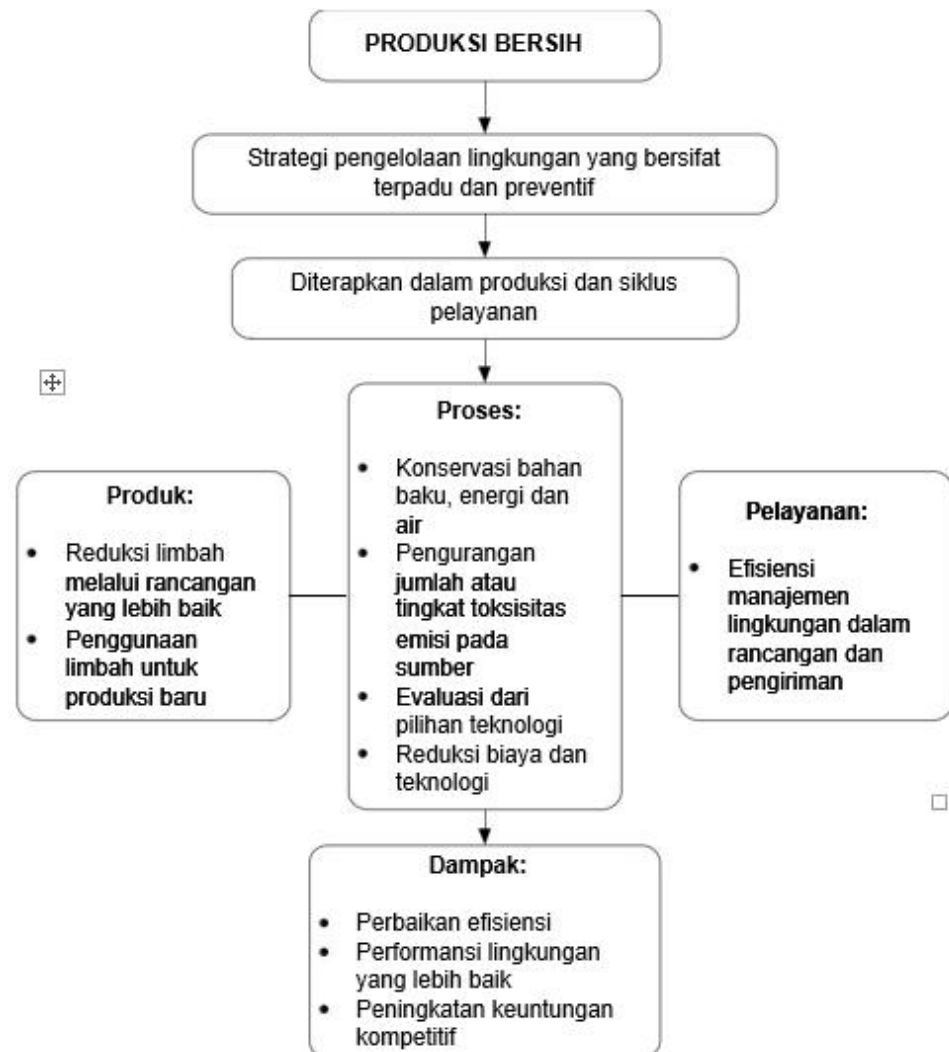 PRODUKSI BERSIH
Strategi pengelolaan lingkungan yang bersifat
terpadu dan preventif
Diterapkan dalam produksi dan siklus
pelayanan
Produk:
• Reduksi limbah
melalui rancangan
yang lebih baik
• Penggunaan
limbah untuk
produksi baru
Proses:
• Konservasi bahan
baku, energi dan
air
• Pengurangan
jumlah atau
tingkat toksisitas
emisi pada
sumber
• Evaluasi dari
pilihan teknologi
• Reduksi biaya dan
teknologi
Pelayanan:
• Efisiensi
manajemen
lingkungan dalam
rancangan dan
pengiriman
Dampak:
• Perbaikan efisiensi
• Performansi lingkungan
yang lebih baik
• Peningkatan keuntungan
kompetitif